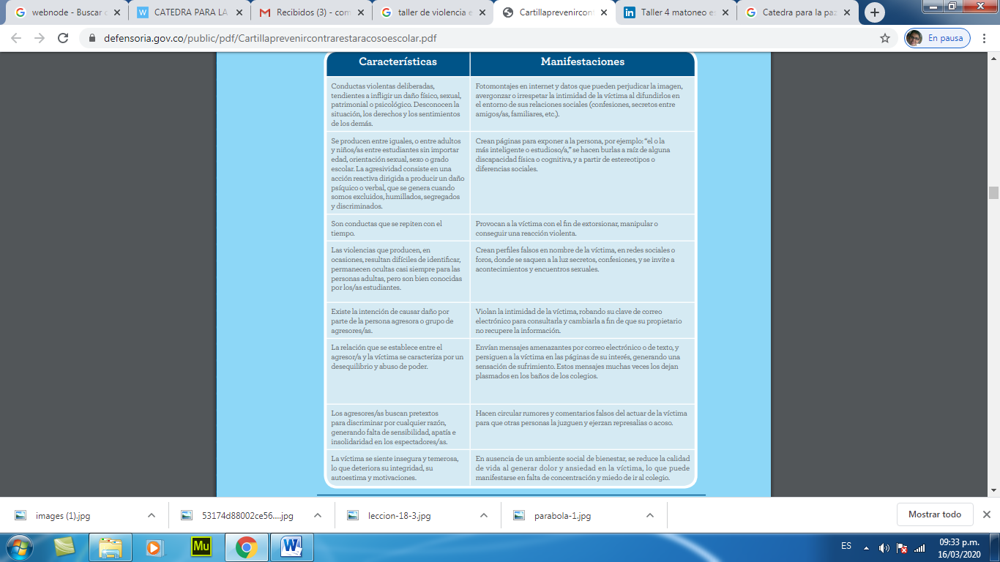 webnode - Buscar c
CATEDRA PARA LA
Recibidos (3) - com
taller de violencia e
Cartillaprevenircont
Taller 4 matoneo es
Catedra para la paz
defensoria.gov.co/public/pdf/Cartillaprevenircontrarestaracosoescolar.pdf
En pausa
Características
Manifestaciones
Conductas violentas deliberadas,
tendientes a infligir un daño físico, sexual,
patrimonial o psicológico. Desconocen la
situación, los derechos y los sentimientos
de los demás.
Fotomontajes en internet y datos que pueden perjudicar la imagen,
avergonzar o irrespetar la intimidad de la víctima al difundirlos en
el entorno de sus relaciones sociales (confesiones, secretos entre
amigos/as, familiares, etc.).
Se producen entre iguales, o entre adultos
y niños/as entre estudiantes sin importar
edad, orientación sexual, sexo o grado
escolar. La agresividad consiste en una
acción reactiva dirigida a producir un daño
psíquico o verbal, que se genera cuando
somos excluidos, humillados, segregados
y discriminados.
Crean páginas para exponer a la persona, por ejemplo: “el o la
más inteligente o estudioso/a,” se hacen burlas a raíz de alguna
discapacidad física o cognitiva, y a partir de estereotipos o
diferencias sociales.
Son conductas que se repiten con el
tiempo.
Provocan a la víctima con el fin de extorsionar, manipular o
conseguir una reacción violenta.
Las violencias que producen, en
ocasiones, resultan difíciles de identificar,
permanecen ocultas casi siempre para las
personas adultas, pero son bien conocidas
por los/as estudiantes.
Crean perfiles falsos en nombre de la víctima, en redes sociales o
foros, donde se saquen a la luz secretos, confesiones, y se invite a
acontecimientos y encuentros sexuales.
Existe la intención de causar daño por
parte de la persona agresora o grupo de
agresores/as.
Violan la intimidad de la víctima, robando su clave de correo
electrónico para consultarla y cambiarla a fin de que su propietario
no recupere la información.
La relación que se establece entre el
agresor/a y la víctima se caracteriza por un
desequilibrio y abuso de poder.
Envían mensajes amenazantes por correo electrónico o de texto, y
persiguen a la víctima en las páginas de su interés, generando una
sensación de sufrimiento. Estos mensajes muchas veces los dejan
plasmados en los baños de los colegios.
Los agresores/as buscan pretextos
para discriminar por cualquier razón,
generando falta de sensibilidad, apatía e
insolidaridad en los espectadores/as.
Hacen circular rumores y comentarios falsos del actuar de la víctima
para que otras personas la juzguen y ejerzan represalias o acoso.
La víctima se siente insegura y temerosa,
lo que deteriora su integridad, su
autoestima y motivaciones.
En ausencia de un ambiente social de bienestar, se reduce la calidad
de vida al generar dolor y ansiedad en la víctima, lo que puede
manifestarse en falta de concentración y miedo de ir al colegio.
images (1).jpg
53174d88002ce56....jpg
leccion-18-3.jpg
parabola-1.jpg
Mostrar todo
Mu
W
ES
09:33 p.m.
16/03/2020